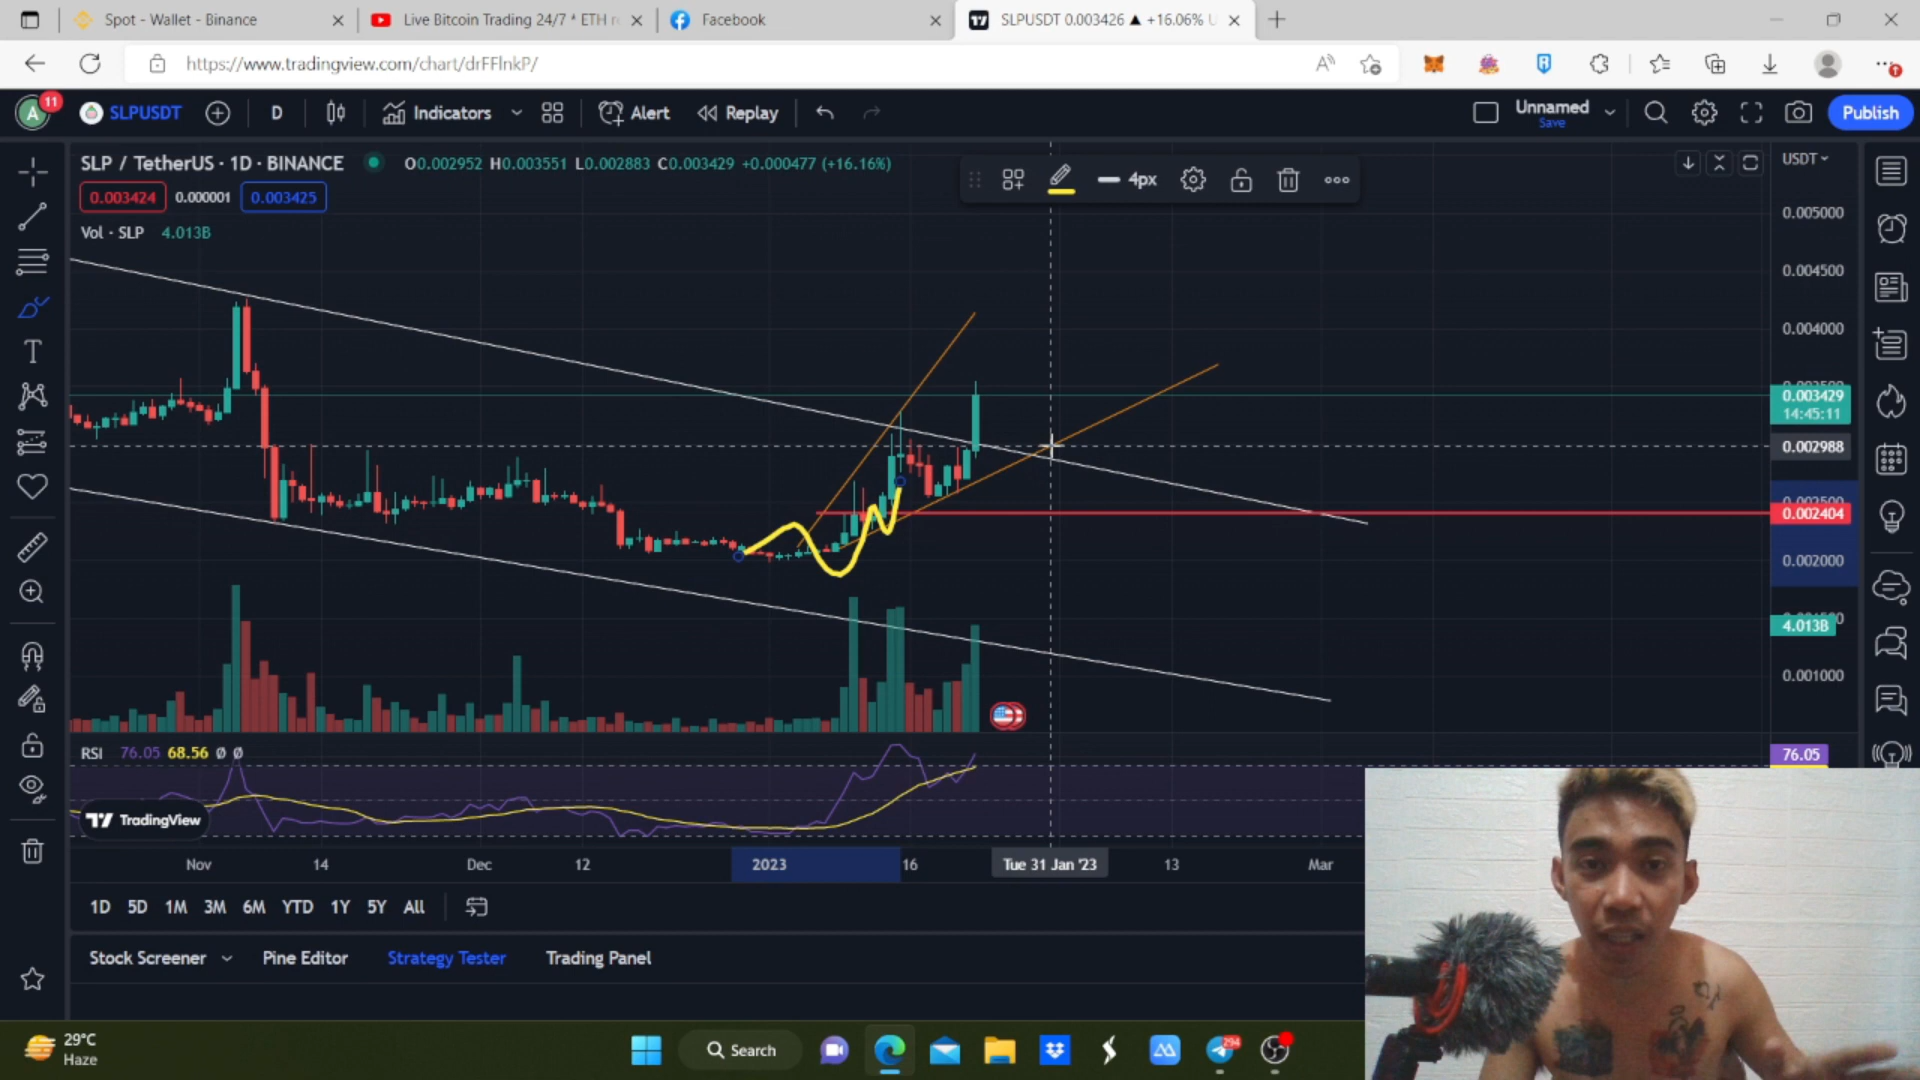 Spot - Wallet - Binance
Live Bitcoin Trading 24/7 * ETH
Facebook
SLPUSDT 0.003426 ▲ +16.06% U
https://www.tradingview.com/chart/drFFlnkP/
A 11
SLPUSDT
D
Indicators
Alert
Replay
Unnamed
Save
Publish
SLP / TetherUS · 1D · BINANCE
O0.002952 H0.003551 L0.002883 C0.003429 +0.000477 (+16.16%)
4px
USDT
0.003424
0.000001
0.003425
Vol · SLP 4.013B
0.005000
0.004500
0.004000
0.003429
14:45:11
0.002988
0.002404
0.002000
4.013B
0.001000
RSI 76.05 68.56 Ø Ø
76.05
TradingView
Nov
14
Dec
12
2023
16
Tue 31 Jan '23
13
Mar
1D
5D
1M
3M
6M
YTD
1Y
5Y
All
Stock Screener
Pine Editor
Strategy Tester
Trading Panel
29°C
Haze
Search
294